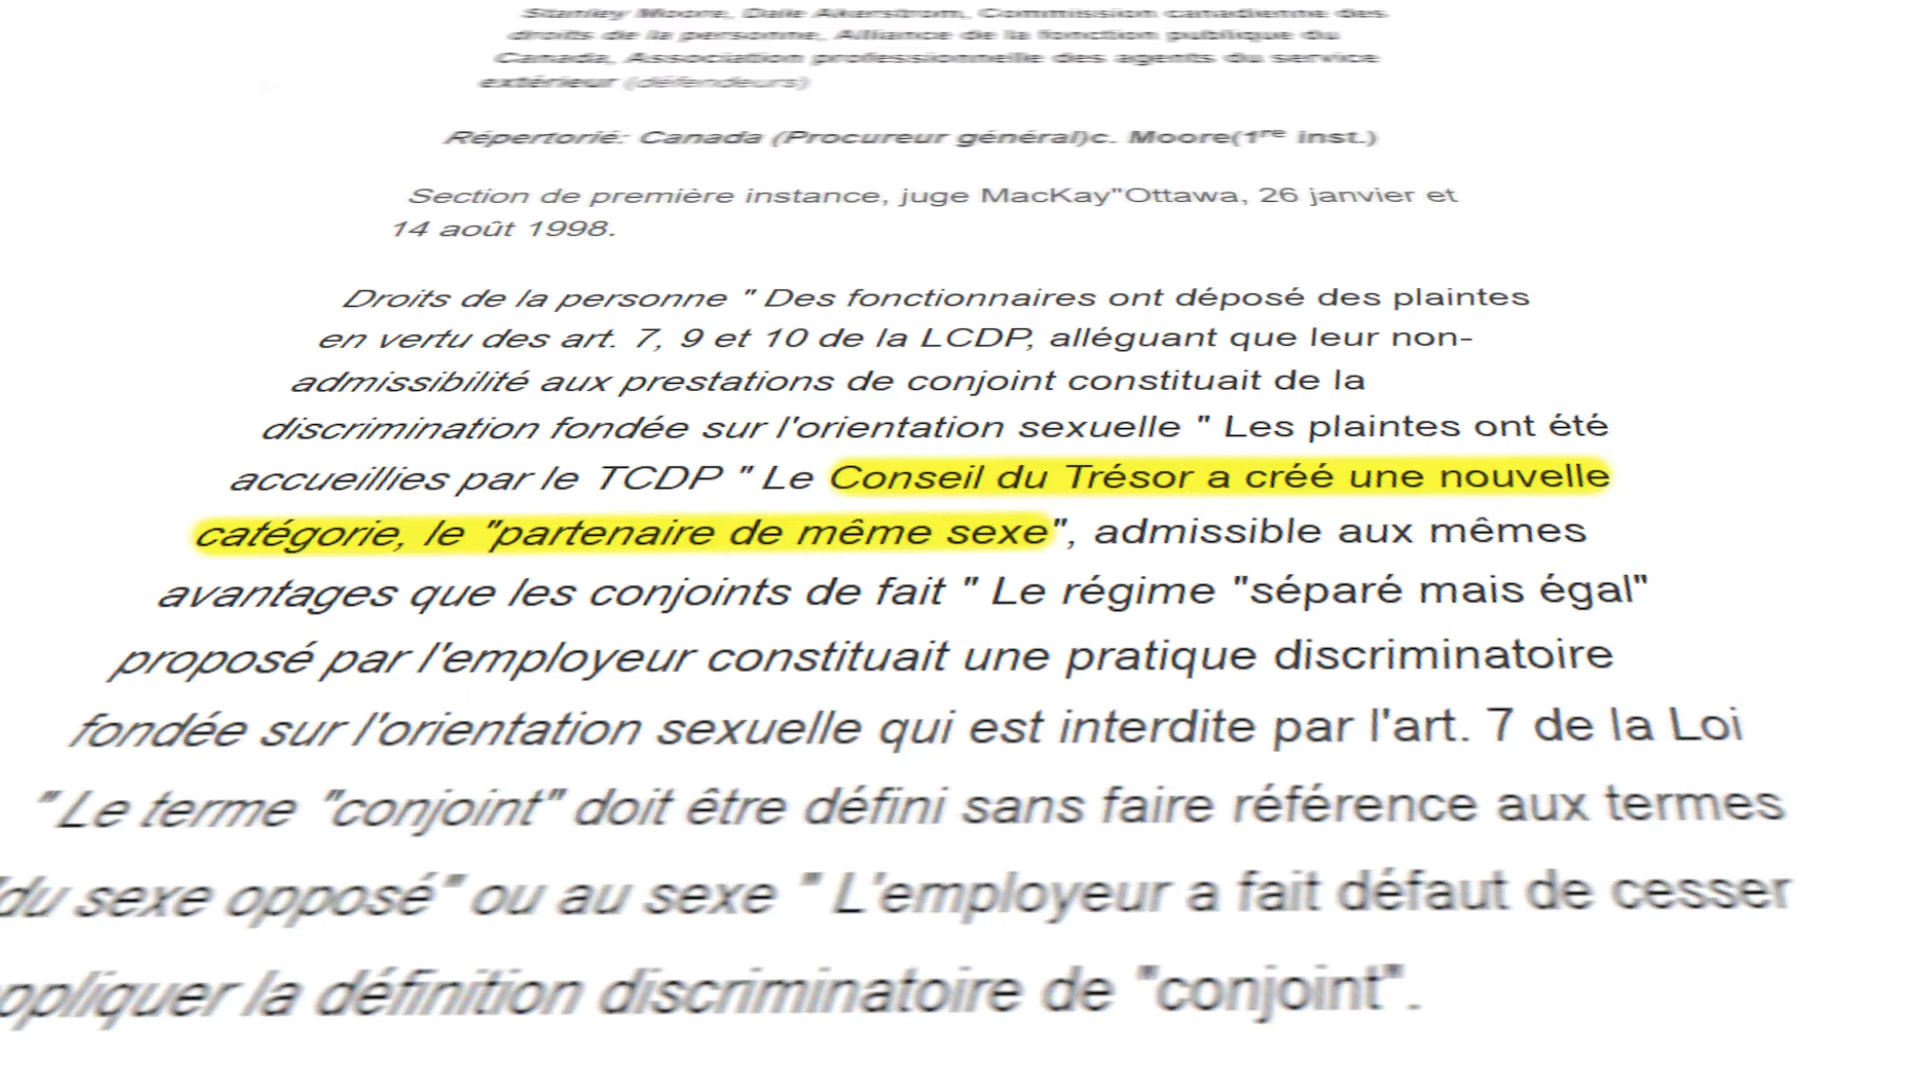 Stanley Moore, Dale Akerstrom, Commission canadienne des
droits de la personne, Alliance de la fonction publique du
Canada, Association professionnelle des agents du service
extérieur (défendeurs)
Répertorié: Canada (Procureur général)c. Moore(1re inst.)
Section de première instance, juge MacKay"Ottawa, 26 janvier et
14 août 1998.
Droits de la personne " Des fonctionnaires ont déposé des plaintes
en vertu des art. 7, 9 et 10 de la LCDP, alléguant que leur non-
admissibilité aux prestations de conjoint constituait de la
discrimination fondée sur l'orientation sexuelle " Les plaintes ont été
accueillies par le TCDP " Le Conseil du Trésor a créé une nouvelle
catégorie, le "partenaire de même sexe", admissible aux mêmes
avantages que les conjoints de fait " Le régime "séparé mais égal"
proposé par l'employeur constituait une pratique discriminatoire
fondée sur l'orientation sexuelle qui est interdite par l'art. 7 de la Loi
" Le terme "conjoint" doit être défini sans faire référence aux termes
"du sexe opposé" ou au sexe " L'employeur a fait défaut de cesser
ppliquer la définition discriminatoire de "conjoint".